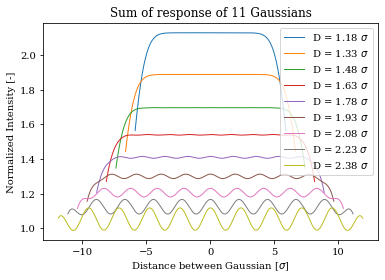 Sum of response of 11 Gaussians
Normalized Intensity [-]
2.0
1.8
1.6
1.4
1.2
1.0
D = 1.18 σ
D = 1.33 σ
D = 1.48 σ
D = 1.63 σ
D = 1.78 σ
D = 1.93 σ
D = 2.08 σ
D = 2.23 σ
D = 2.38 σ
−10 −5 0 5 10
Distance between Gaussian [σ]